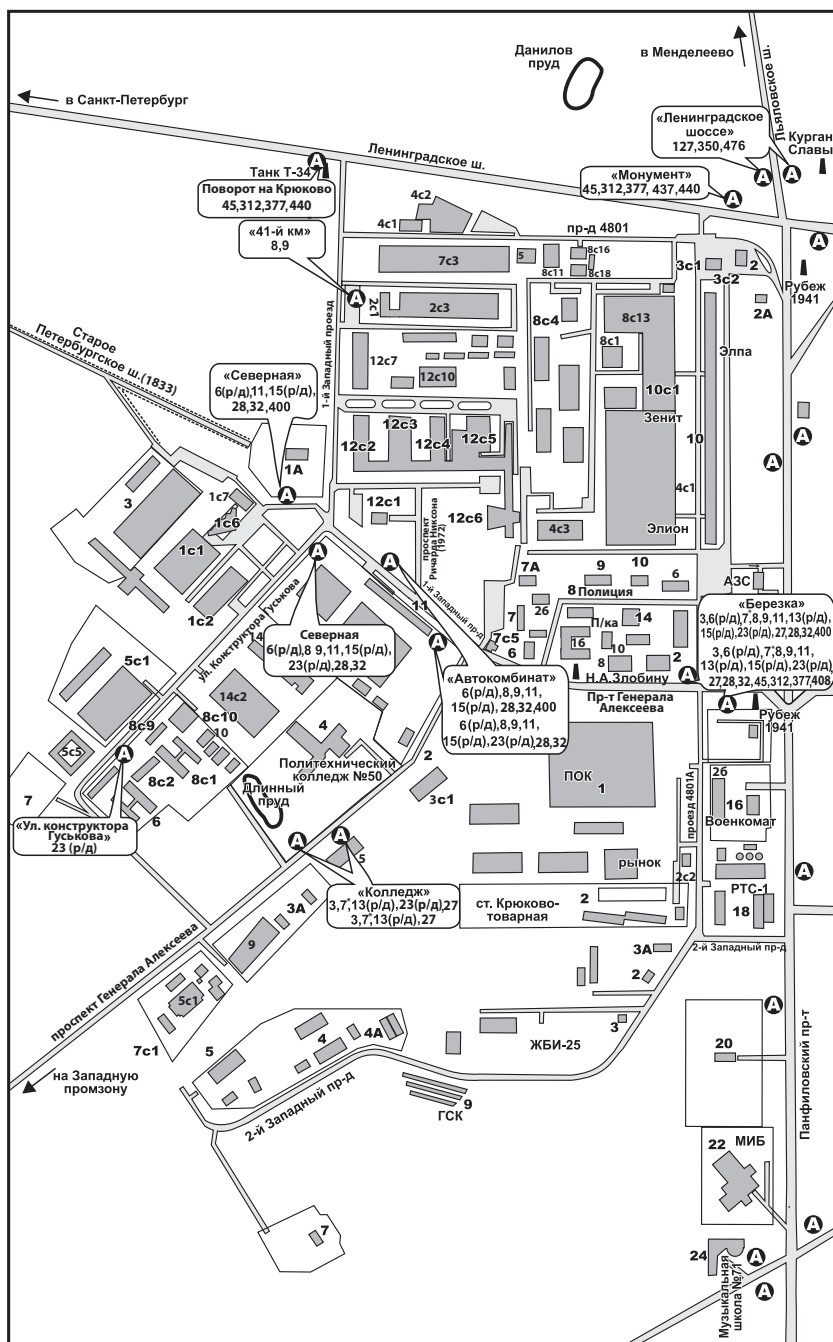 Данилов
пруд
в Менделеево
Льяловское ш.
в Санкт-Петербург
«Ленинградское
шоссе»
127,350,476
Курган
Славы
Ленинградское ш.
Танк Т-34
Поворот на Крюково
45,312,377,440
«Монумент»
45,312,377, 437,440
4с2
4с1
пр-д 4801
«41-й км»
8,9
7с3
5
8с11
8с16
8с18
3с1
3с2
2
Рубеж
1941
2А
2с1
2с3
8с4
8с13
8с1
Элпа
Старое
Петербургское ш.(1833)
1-й Западный проезд
12с7
12с10
10с1
Зенит
10
«Северная»
6(р/д),11,15(р/д),
28,32,400
12с2
12с3
12с4
12с5
1А
4с1
3
1с7
1с6
12с1
проспект
Ричарда Никсона
(1972)
12с6
4с3
Элион
1с1
1с2
7А
9
10
6
8
Полиция
АЗС
1-й Западный пр-д
11
ул. Конструктора Гуськова
14
Северная
6(р/д),8 9,11,15(р/д),
23(р/д),28,32
7
2б
7с5
6
П/ка
16
10
14
8
2
Н.А.Злобину
«Березка»
3,6(р/д),7,8,9,11,13(р/д),
15(р/д),23(р/д),27,28,32,400
3,6(р/д),7,8,9,11,
13(р/д),15(р/д),23(р/д),
27,28,32,45,312,377,408
5с1
14с2
«Автокомбинат»
6(р/д),8,9,11,
15(р/д), 28,32,400
6(р/д),8,9,11,
15(р/д),23(р/д),28,32
Пр-т Генерала
Алексеева
Рубеж
1941
8с9
8с10
10
4
5с5
8с2
8с1
Политехнический
колледж №50
2
3с1
ПОК
1
проезд 4801А
2б
16
Военкомат
7
6
Длинный
пруд
«Ул. конструктора
Гуськова»
23 (р/д)
5
рынок
2с2
РТС-1
18
«Колледж»
3,7,13(р/д),23(р/д),27
3,7,13(р/д),27
ст. Крюково-
товарная
2
3А
9
2-й Западный пр-д
3А
2
проспект Генерала Алексеева
5с1
7с1
3
ЖБИ-25
5
4
4А
20
на Западную
промзону
2-й Западный пр-д
9
ГСК
Панфиловский пр-т
22
МИБ
7
24
Музыкальная
школа №71